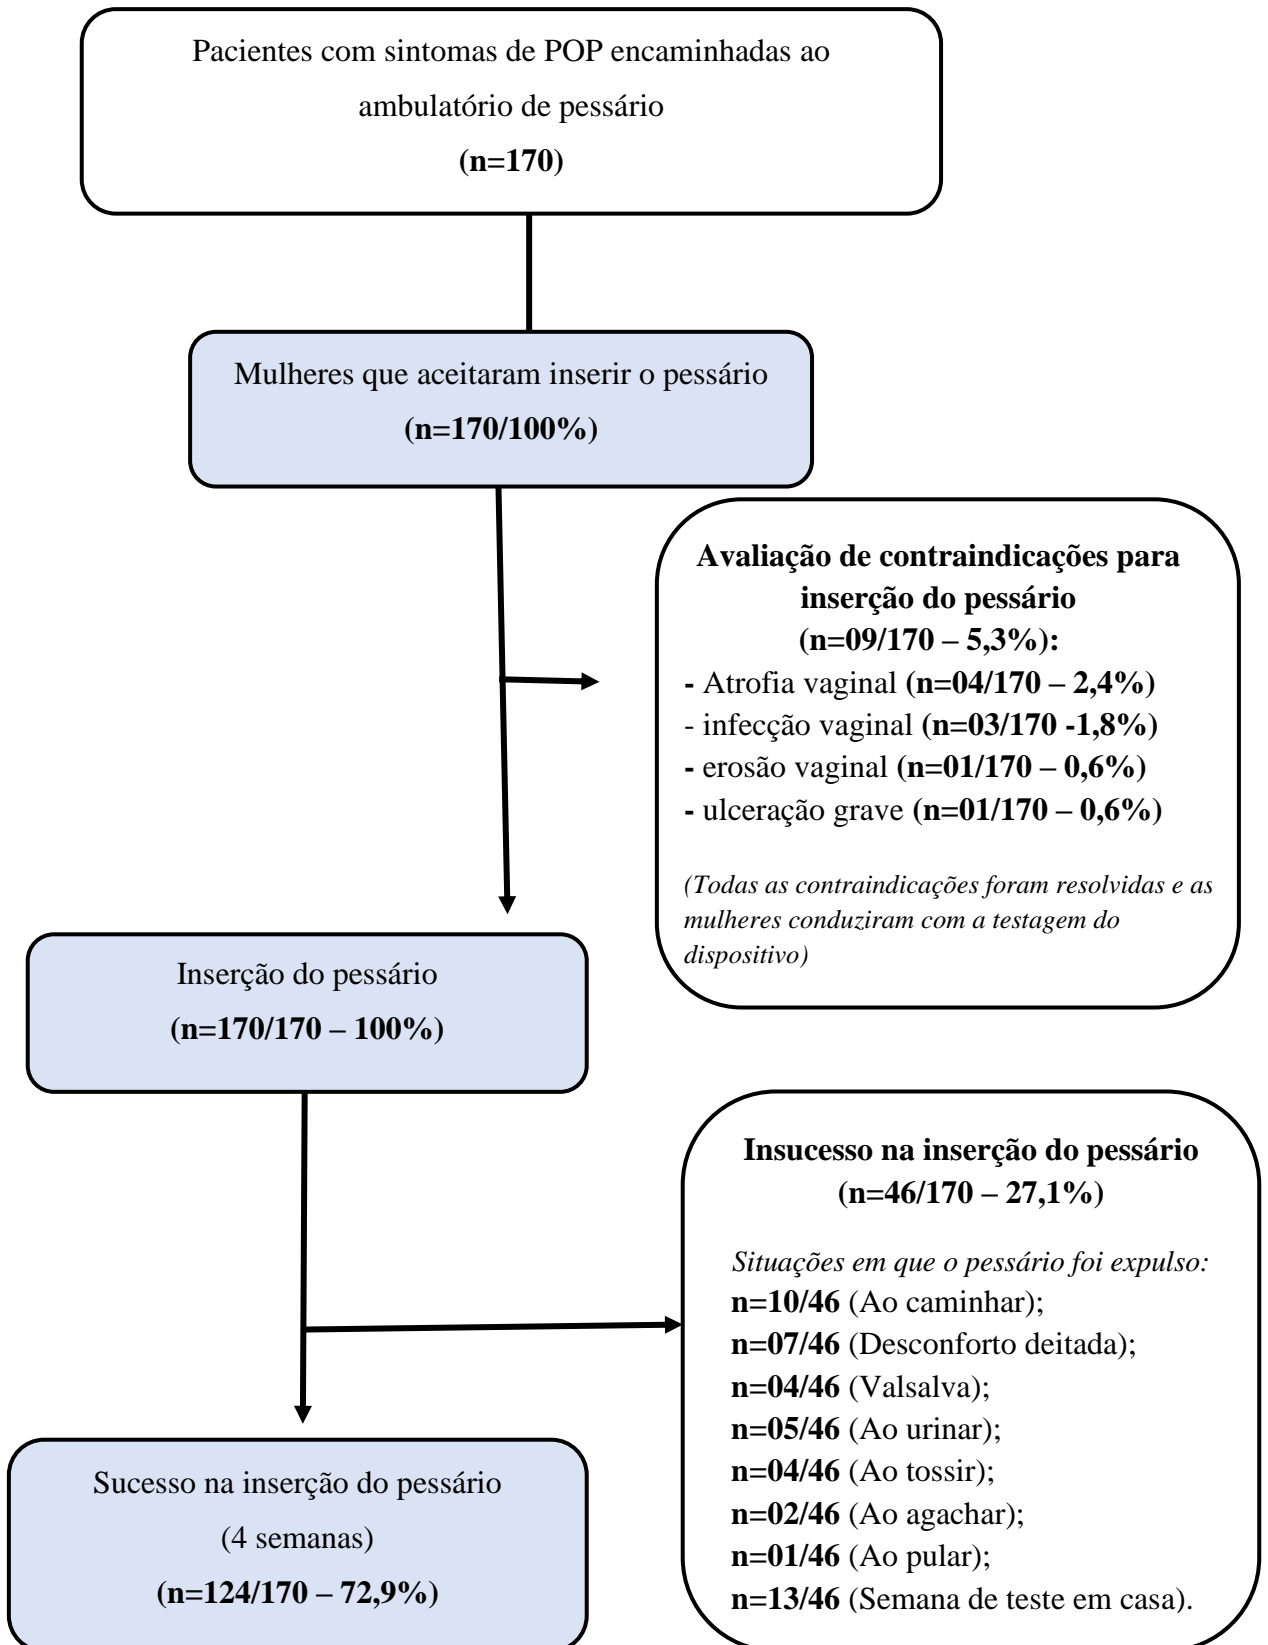 Pacientes com sintomas de POP encaminhadas ao
ambulatório de pessário
(n=170)
Mulheres que aceitaram inserir o pessário
(n=170/100%)
Avaliação de contraindicações para
inserção do pessário
(n=09/170 – 5,3%):
- Atrofia vaginal (n=04/170 – 2,4%)
- infecção vaginal (n=03/170 -1,8%)
- erosão vaginal (n=01/170 – 0,6%)
- ulceração grave (n=01/170 – 0,6%)
(Todas as contraindicações foram resolvidas e as
mulheres conduziram com a testagem do
dispositivo)
Inserção do pessário
(n=170/170 – 100%)
Insucesso na inserção do pessário
(n=46/170 – 27,1%)
Situações em que o pessário foi expulso:
n=10/46 (Ao caminhar);
n=07/46 (Desconforto deitada);
n=04/46 (Valsalva);
n=05/46 (Ao urinar);
n=04/46 (Ao tossir);
n=02/46 (Ao agachar);
n=01/46 (Ao pular);
n=13/46 (Semana de teste em casa).
Sucesso na inserção do pessário
(4 semanas)
(n=124/170 – 72,9%)